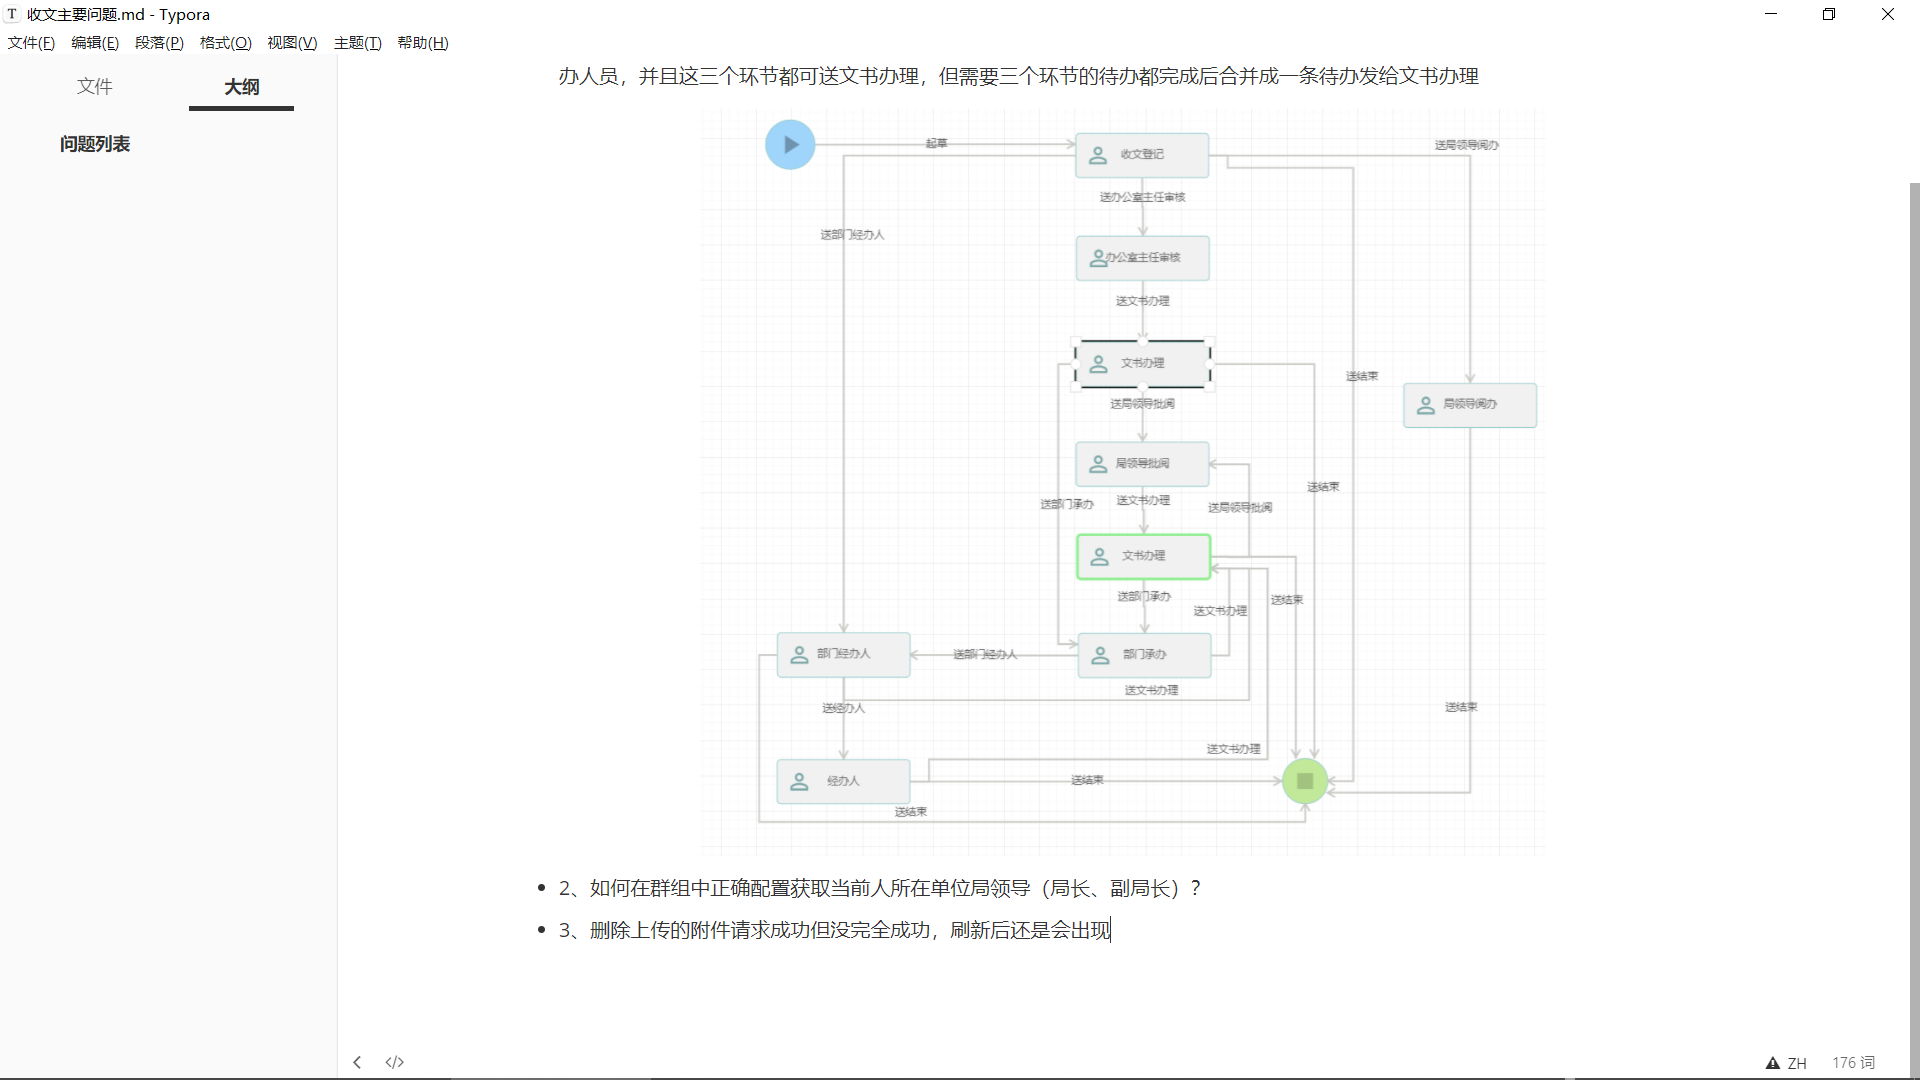 T 收文主要问题.md - Typora
文件(F) 编辑(E) 段落(P) 格式(O) 视图(V) 主题(T) 帮助(H)
文件 大纲
问题列表
办人员，并且这三个环节都可送文书办理，但需要三个环节的待办都完成后合并成一条待办发给文书办理
起草
收文登记
送局领导阅办
送办公室主任审核
送部门经办人
办公室主任审核
送文书办理
文书办理
送结束
送局领导批阅
局领导阅办
局领导批阅
送结束
送部门承办
送文书办理
送局领导批阅
文书办理
送部门承办
送结束
送文书办理
部门经办人
送部门经办人
部门承办
送文书办理
送经办人
送结束
送文书办理
经办人
送结束
送结束
2、如何在群组中正确配置获取当前人所在单位局领导（局长、副局长）？
3、删除上传的附件请求成功但没完全成功，刷新后还是会出现
</> ZH 176 词